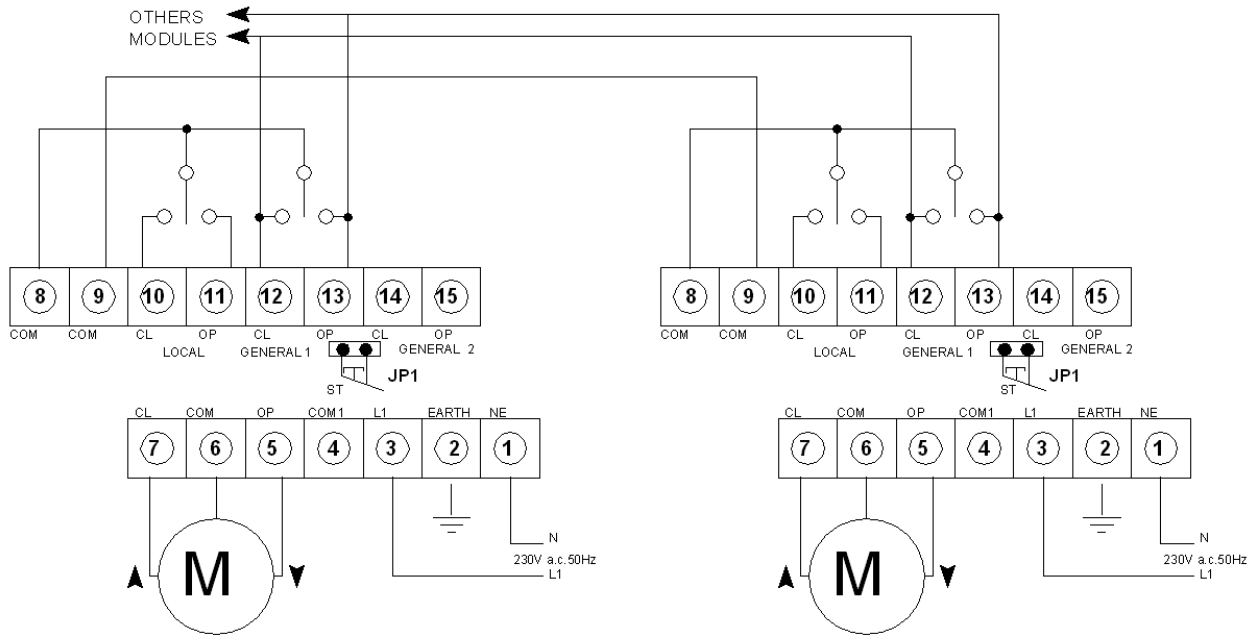 OTHERS
MODULES
8 9 10 11 12 13 14 15
COM COM CL OP CL OP CL OP
LOCAL GENERAL 1 GENERAL 2
ST JP1
CL COM OP COM1 L1 EARTH NE
7 6 5 4 3 2 1
M
N
230V a.c.50Hz
L1
8 9 10 11 12 13 14 15
COM COM CL OP CL OP CL OP
LOCAL GENERAL 1 GENERAL 2
ST JP1
CL COM OP COM1 L1 EARTH NE
7 6 5 4 3 2 1
M
N
230V a.c.50Hz
L1